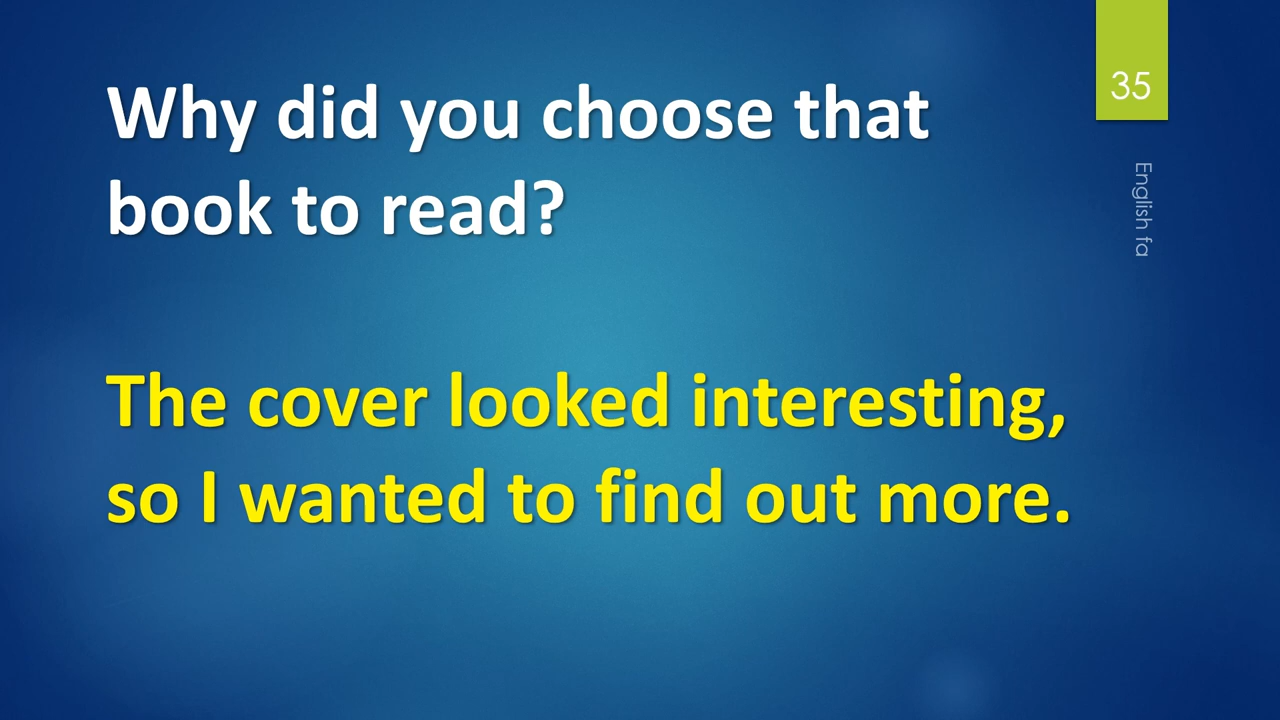 Why did you choose that
book to read?
The cover looked interesting,
so I wanted to find out more.
35
English fa